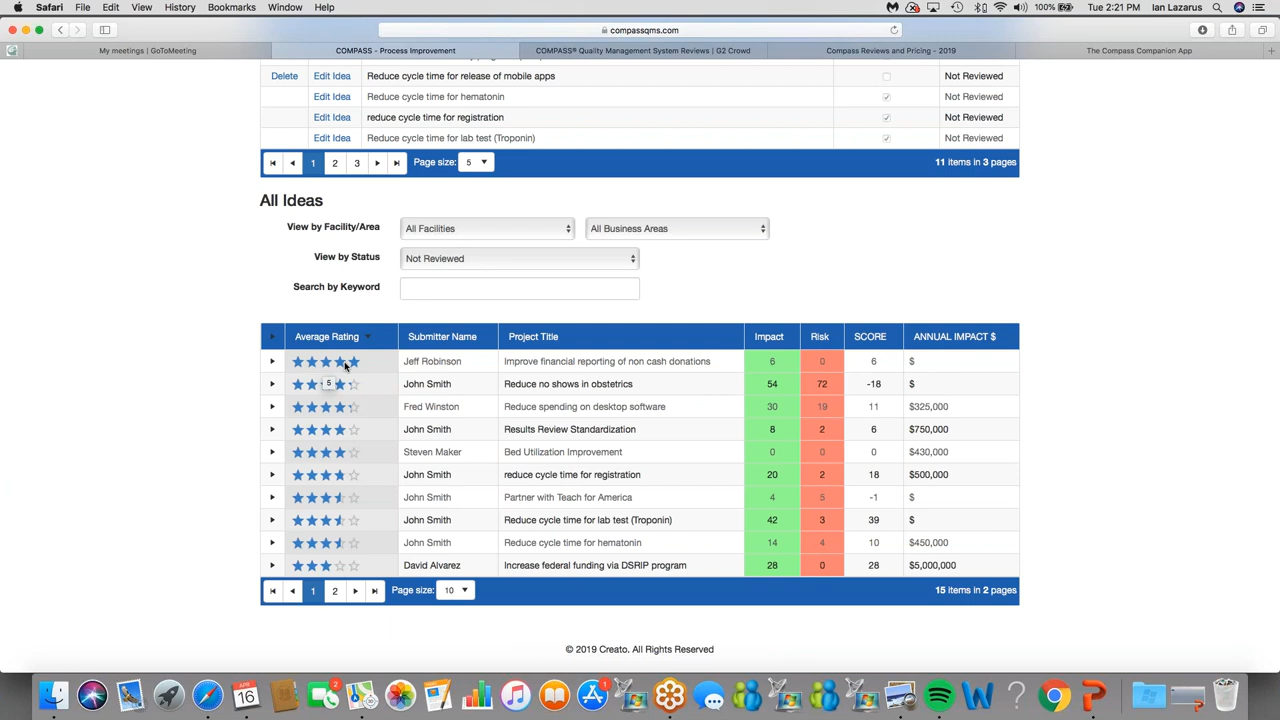 Safari File Edit View History Bookmarks Window Help 100% Tue 2:21 PM Ian Lazarus
compassqms.com
My meetings | GoToMeeting COMPASS - Process Improvement COMPASS® Quality Management System Reviews | G2 Crowd Compass Reviews and Pricing - 2019 The Compass Companion App
Delete Edit Idea Reduce cycle time for release of mobile apps Not Reviewed
Edit Idea Reduce cycle time for hematonin Not Reviewed
Edit Idea reduce cycle time for registration Not Reviewed
Edit Idea Reduce cycle time for lab test (Troponin) Not Reviewed
1 2 3 Page size: 5 11 items in 3 pages
All Ideas
View by Facility/Area All Facilities All Business Areas
View by Status Not Reviewed
Search by Keyword
Average Rating Submitter Name Project Title Impact Risk SCORE ANNUAL IMPACT $
Jeff Robinson Improve financial reporting of non cash donations 6 0 6 $
5 John Smith Reduce no shows in obstetrics 54 72 -18 $
Fred Winston Reduce spending on desktop software 30 19 11 $325,000
John Smith Results Review Standardization 8 2 6 $750,000
Steven Maker Bed Utilization Improvement 0 0 0 $430,000
John Smith reduce cycle time for registration 20 2 18 $500,000
John Smith Partner with Teach for America 4 5 -1 $
John Smith Reduce cycle time for lab test (Troponin) 42 3 39 $
John Smith Reduce cycle time for hematonin 14 4 10 $450,000
David Alvarez Increase federal funding via DSRIP program 28 0 28 $5,000,000
1 2 Page size: 10 15 items in 2 pages
© 2019 Creato. All Rights Reserved
APR
16
2
1